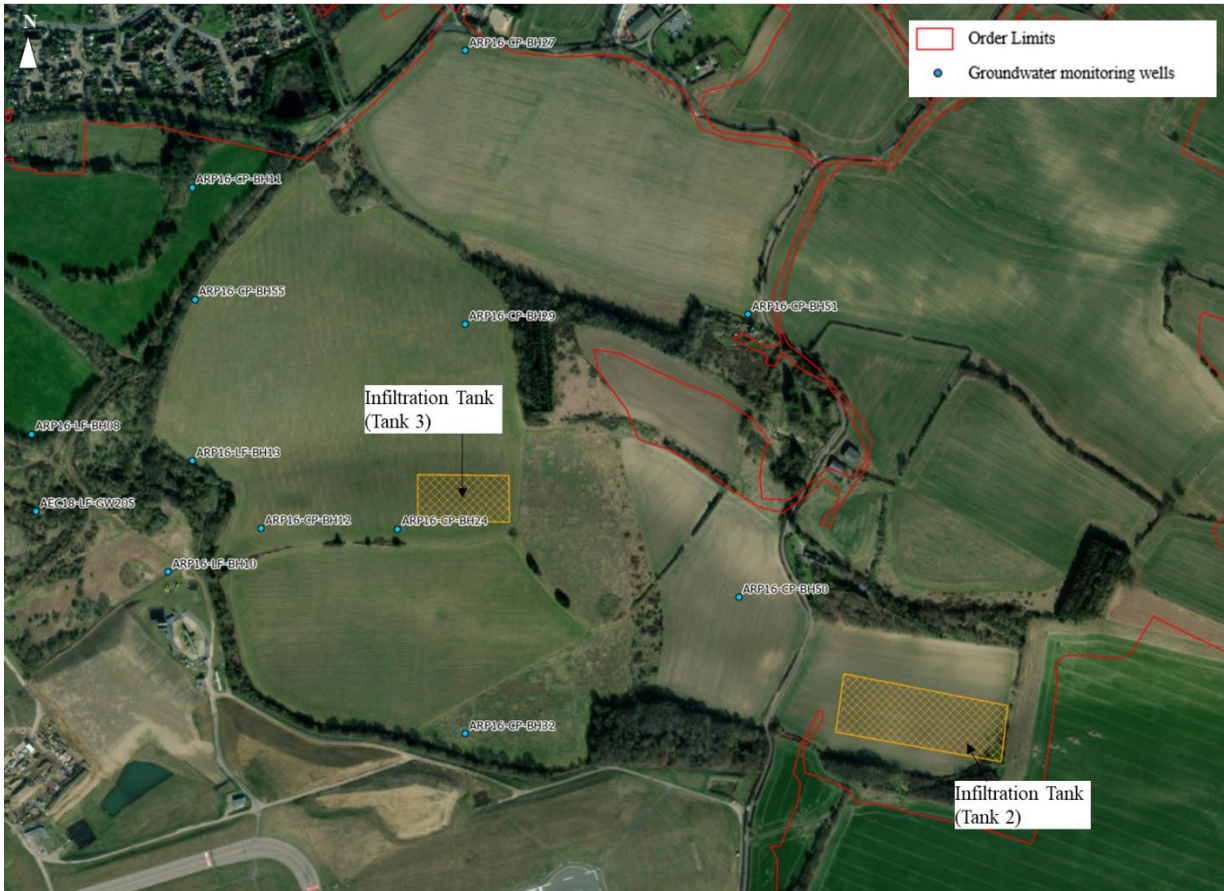 N
ARP16-CP-BH27
Order Limits
Groundwater monitoring wells
ARP16-CP-BH11
ARP16-CP-BH55
ARP16-CP-BH29
ARP16-CP-BH51
Infiltration Tank
(Tank 3)
ARP16-LF-BH08
ARP16-LF-BH13
AEC18-LF-GW205
ARP16-CP-BH12
ARP16-CP-BH24
ARP16-LF-BH10
ARP16-CP-BH50
ARP16-CP-BH32
Infiltration Tank
(Tank 2)